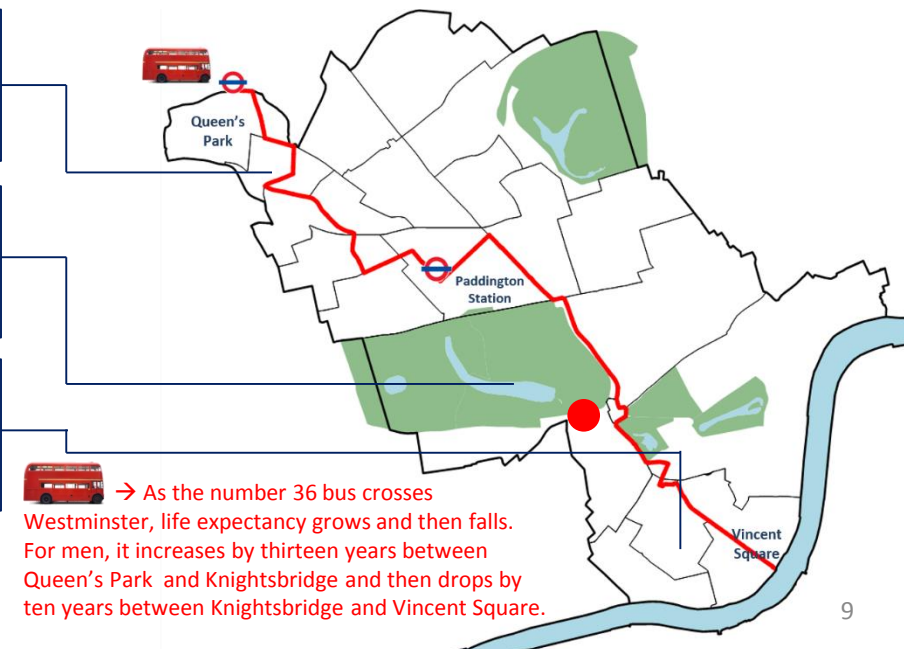 Queen's
Park
Paddington
Station
→ As the number 36 bus crosses
Westminster, life expectancy grows and then falls.
For men, it increases by thirteen years between
Queen's Park and Knightsbridge and then drops by
ten years between Knightsbridge and Vincent Square.
Vincent
Square
9